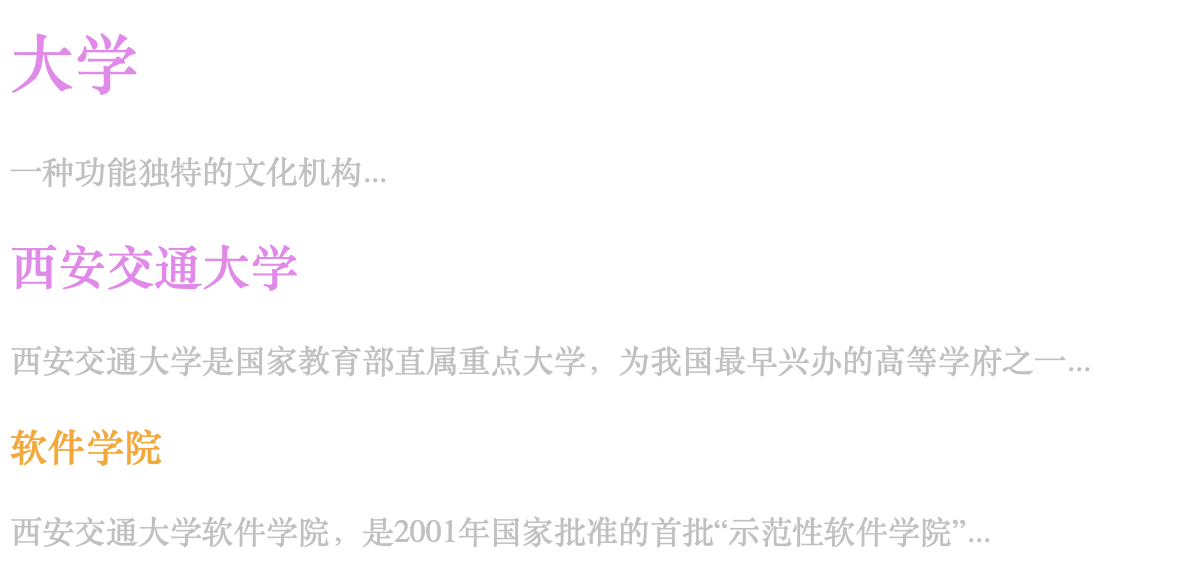 大学
一种功能独特的文化机构...
西安交通大学
西安交通大学是国家教育部直属重点大学，为我国最早兴办的高等学府之一...
软件学院
西安交通大学软件学院，是2001年国家批准的首批“示范性软件学院”...